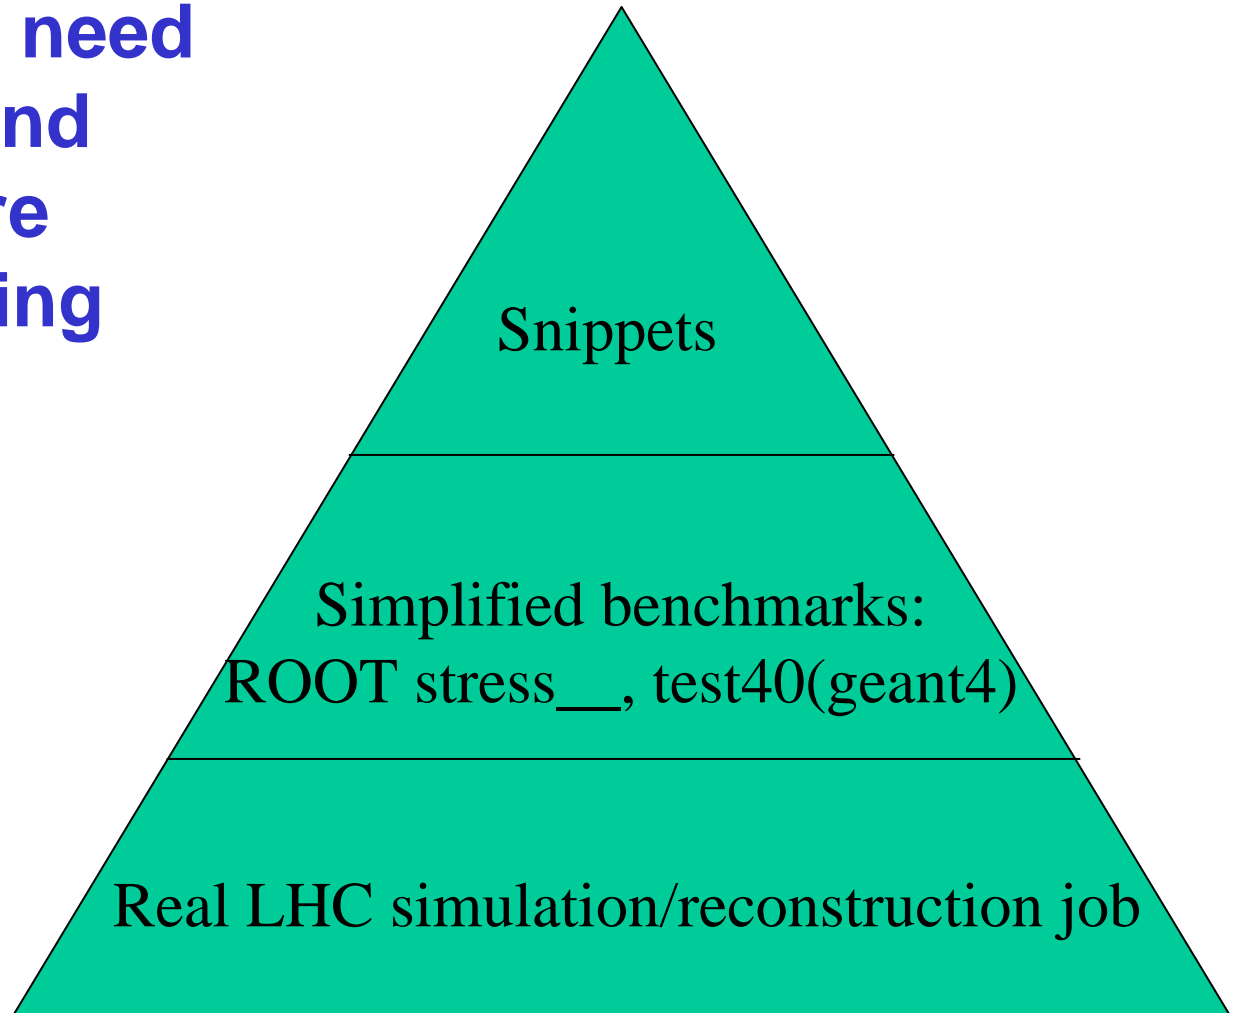 need
nd
re
ing
Snippets
Simplified benchmarks:
ROOT stress__, test40(geant4)
Real LHC simulation/reconstruction job